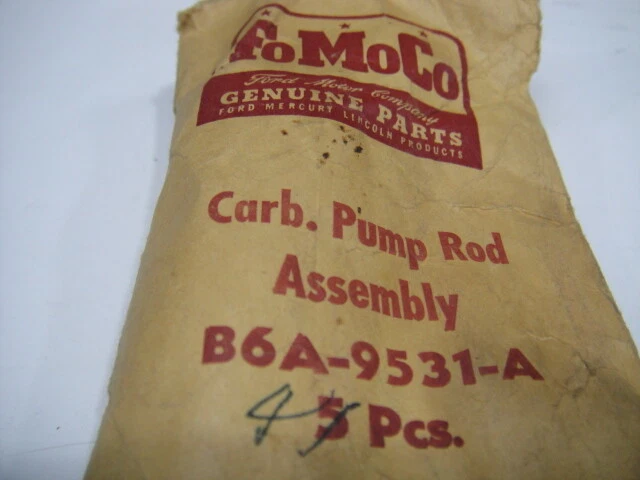 FoMoCo
Ford Motor Company
GENUINE PARTS
FORD MERCURY LINCOLN PRODUCTS
Carb. Pump Rod
Assembly
B6A-9531-A
4 5 Pcs.